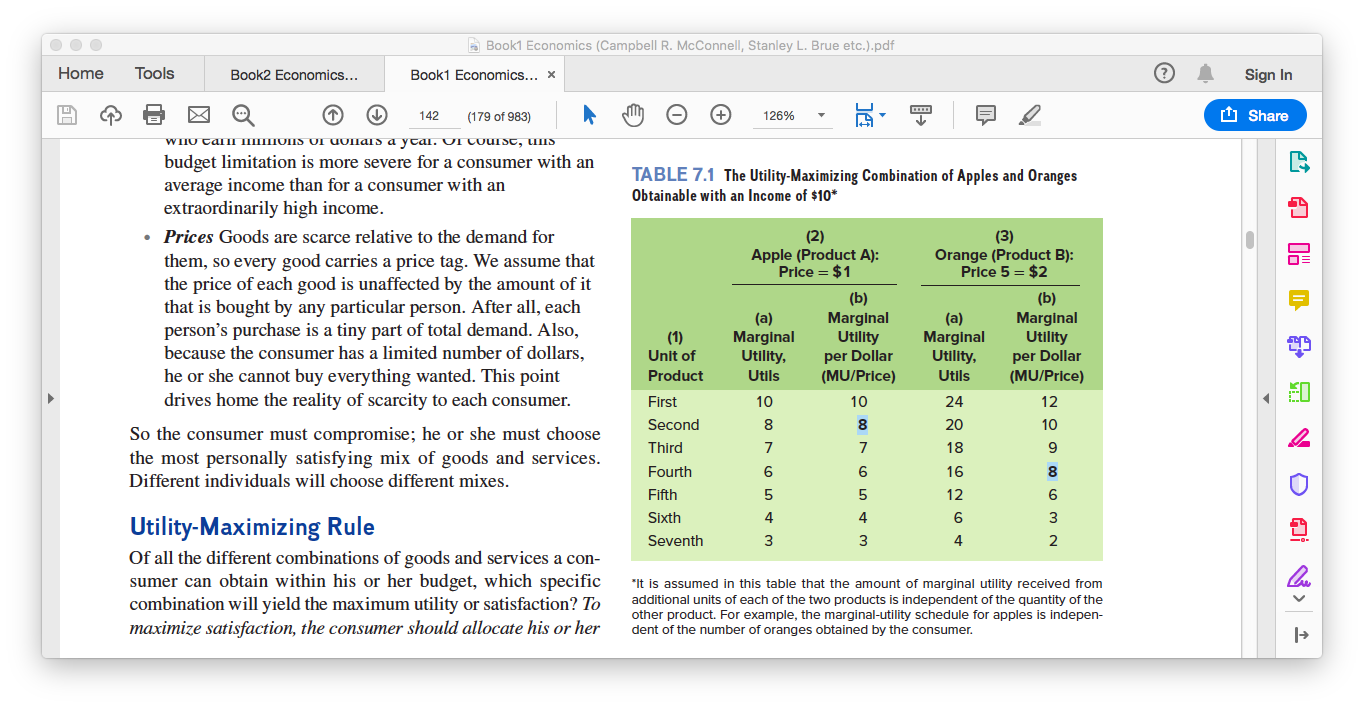 Book1 Economics (Campbell R. McConnell, Stanley L. Brue etc.).pdf
Home Tools Book2 Economics... Book1 Economics... × ? Sign In
142 (179 of 983) 126% Share
who earn millions of dollars a year. Of course, this
budget limitation is more severe for a consumer with an
average income than for a consumer with an
extraordinarily high income.
• Prices Goods are scarce relative to the demand for
them, so every good carries a price tag. We assume that
the price of each good is unaffected by the amount of it
that is bought by any particular person. After all, each
person's purchase is a tiny part of total demand. Also,
because the consumer has a limited number of dollars,
he or she cannot buy everything wanted. This point
drives home the reality of scarcity to each consumer.
So the consumer must compromise; he or she must choose
the most personally satisfying mix of goods and services.
Different individuals will choose different mixes.
Utility-Maximizing Rule
Of all the different combinations of goods and services a con-
sumer can obtain within his or her budget, which specific
combination will yield the maximum utility or satisfaction? To
maximize satisfaction, the consumer should allocate his or her
TABLE 7.1 The Utility-Maximizing Combination of Apples and Oranges
Obtainable with an Income of $10*
(2) (3)
Apple (Product A): Orange (Product B):
Price = $1 Price 5 = $2
(b) (b)
(a) Marginal (a) Marginal
(1) Marginal Utility Marginal Utility
Unit of Utility, per Dollar Utility, per Dollar
Product Utils (MU/Price) Utils (MU/Price)
First 10 10 24 12
Second 8 8 20 10
Third 7 7 18 9
Fourth 6 6 16 8
Fifth 5 5 12 6
Sixth 4 4 6 3
Seventh 3 3 4 2
*It is assumed in this table that the amount of marginal utility received from
additional units of each of the two products is independent of the quantity of the
other product. For example, the marginal-utility schedule for apples is indepen-
dent of the number of oranges obtained by the consumer.